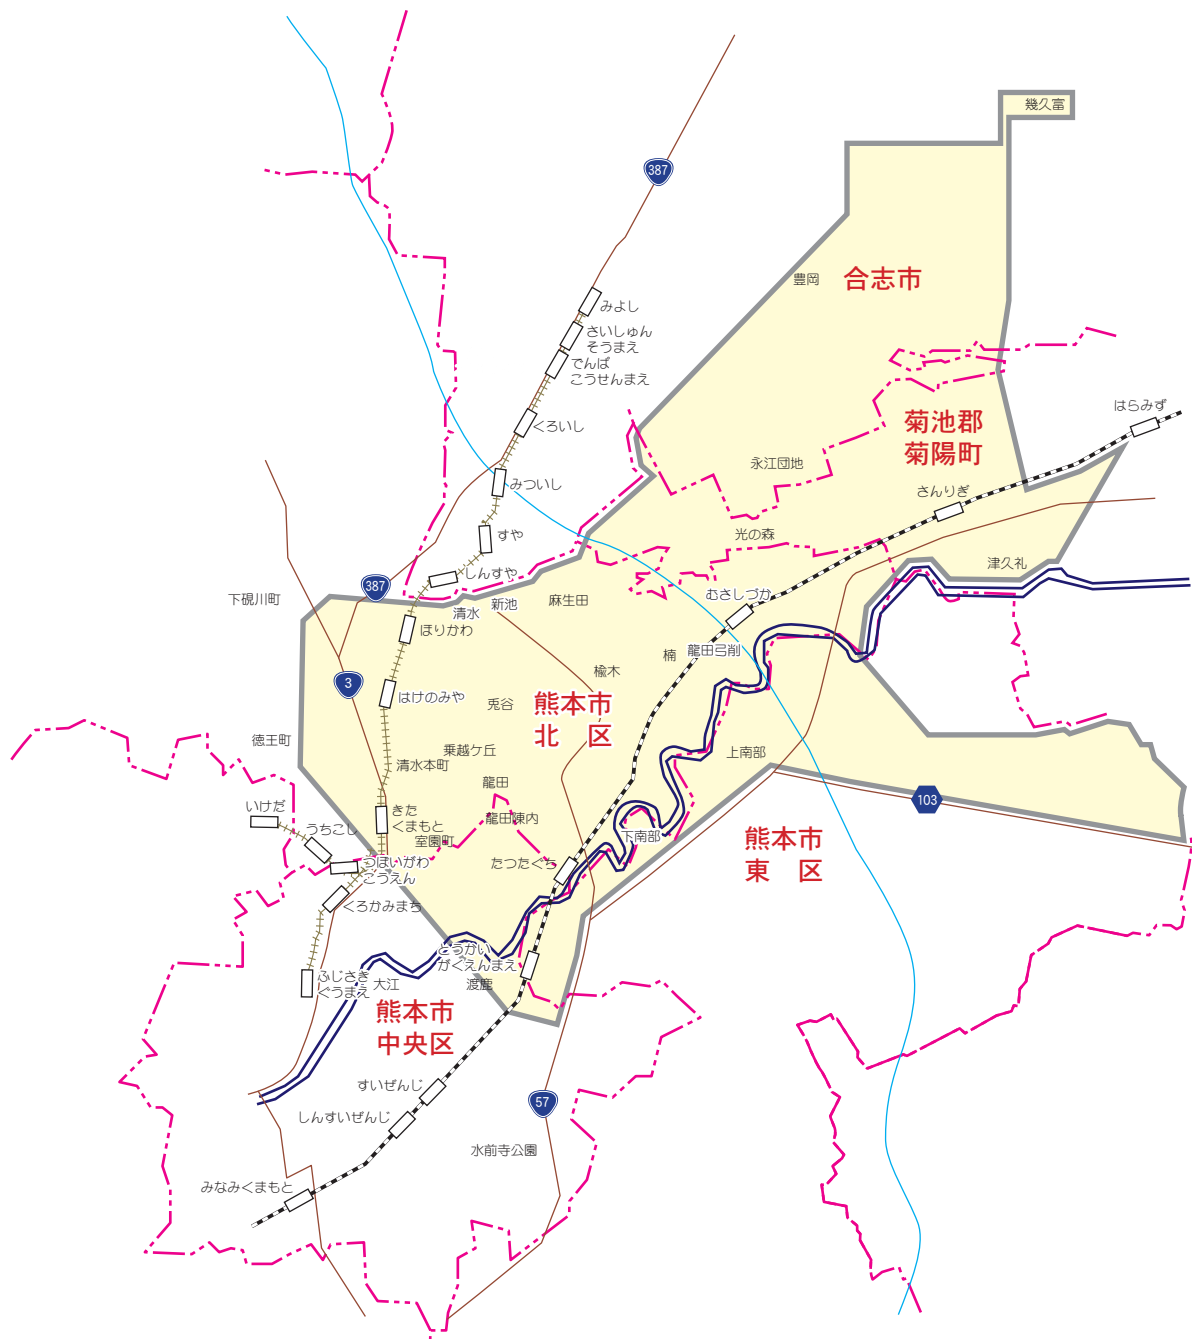 幾久富
387
豊岡
合志市
みよし
さいしゅん
そうまえ
でんぱ
こうせんまえ
はらみず
菊池郡
菊陽町
くろいし
永江団地
みついし
さんりぎ
すや
光の森
津久礼
しんすや
387
下硯川町
新池
麻生田
清水
むさしづか
ほりかわ
楠
龍田弓削
楡木
3
はけのみや
兎谷
熊本市
北 区
徳王町
乗越ケ丘
上南部
清水本町
龍田
いけだ
きた
くまもと
103
龍田陳内
うちこし
室園町
下南部
熊本市
東 区
つぼいがわ
こうえん
たつたぐち
くろかみまち
とうかい
がくえんまえ
ふじさき
ぐうまえ
大江
渡鹿
熊本市
中央区
すいぜんじ
57
しんすいぜんじ
水前寺公園
みなみくまもと